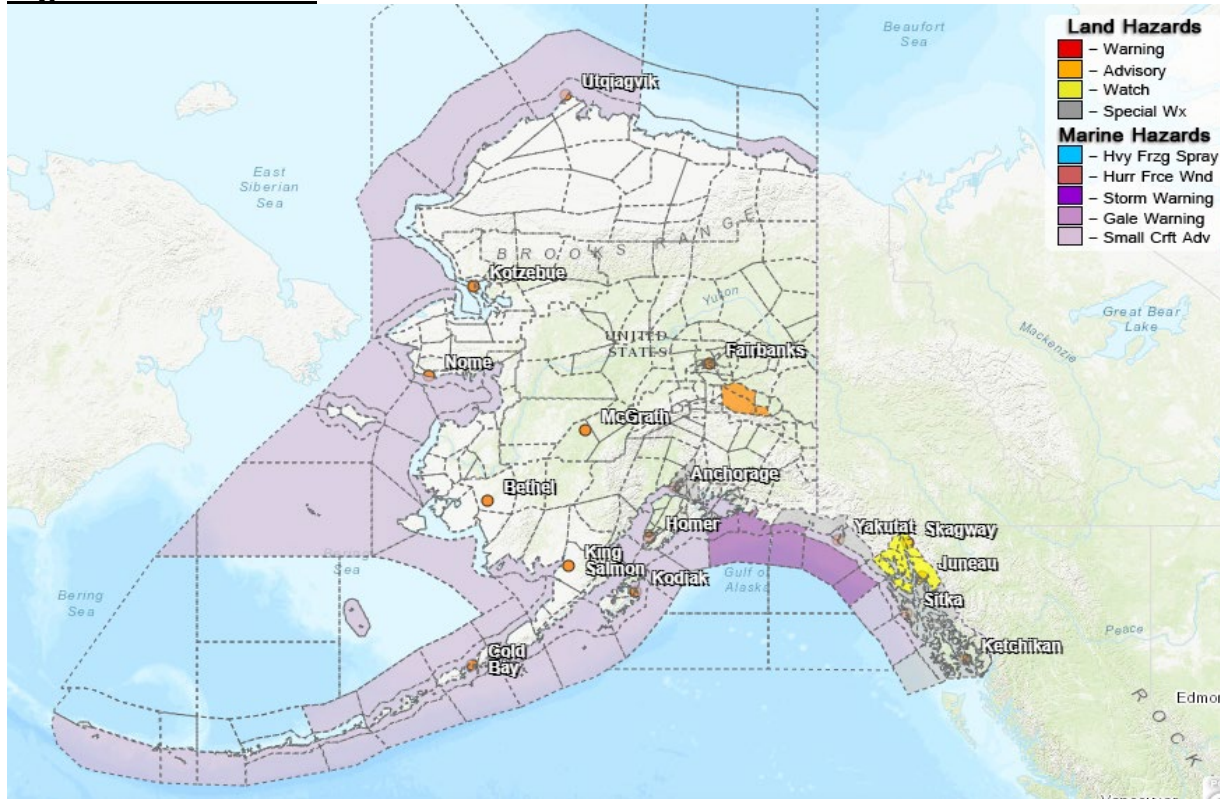 Beaufort
Sea
Land Hazards
– Warning
– Advisory
– Watch
– Special Wx
Marine Hazards
– Hvy Frzg Spray
– Hurr Frce Wnd
– Storm Warning
– Gale Warning
– Small Crft Adv
Utqiagvik
East
Siberian
Sea
BROOKS RANGE
Kotzebue
Yukon
Great Bear
Lake
Mackenzie
UNITED
STATES
Fairbanks
Nome
McGrath
Anchorage
Bethel
Homer
Yakutat
Skagway
King
Salmon
Kodiak
Juneau
Bering
Sea
Gulf of
Alaska
Sitka
Bering
Sea
Peace
Ketchikan
Cold
Bay
Edmo
ROCK